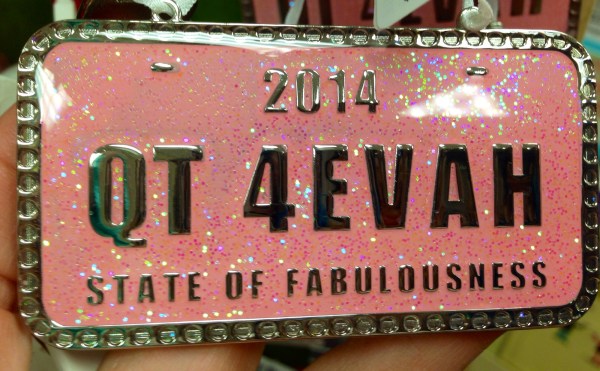 2014
QT 4EVAH
STATE OF FABULOUSNESS